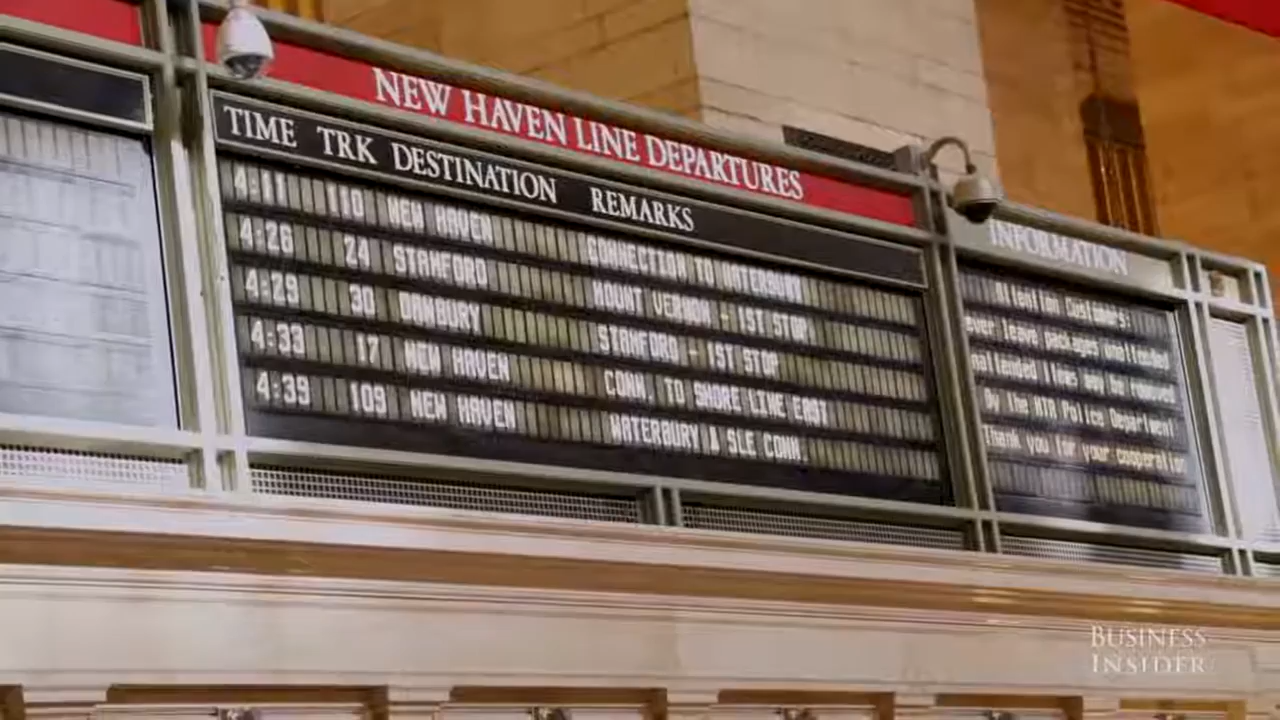 NEW HAVEN LINE DEPARTURES
TIME TRK DESTINATION REMARKS
4:11 110 NEW HAVEN CONNECTION TO WATERBURY
4:26 24 STAMFORD MOUNT VERNON - 1ST STOP
4:29 30 DANBURY STAMFORD - 1ST STOP
4:33 17 NEW HAVEN CONN. TO SHORE LINE EAST
4:39 109 NEW HAVEN WATERBURY & SLE CONN.
INFORMATION
Attention Customers:
ever leave packages unattended
nattended items may be removed
By the MTA Police Department
Thank you for your cooperation
BUSINESS
INSIDER